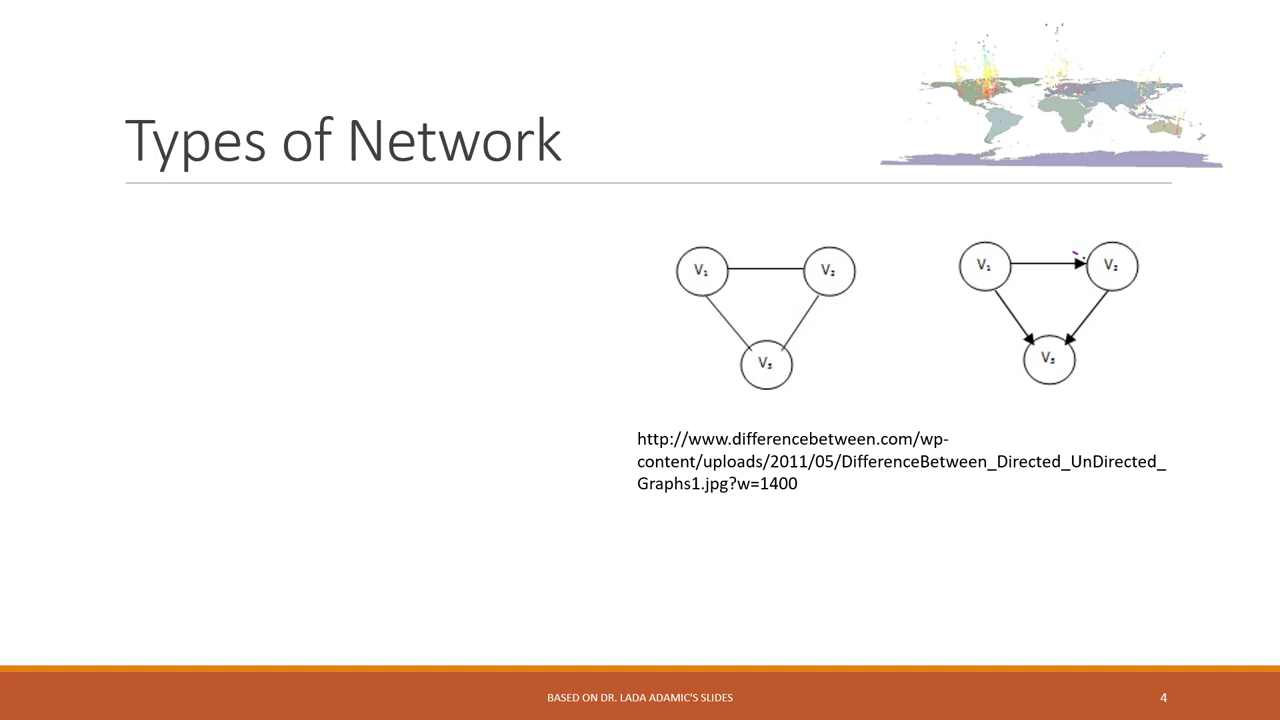 Types of Network
V₁
V₂
V₃
V₁
V₂
V₃
http://www.differencebetween.com/wp-
content/uploads/2011/05/DifferenceBetween_Directed_UnDirected_
Graphs1.jpg?w=1400
BASED ON DR. LADA ADAMIC'S SLIDES
4